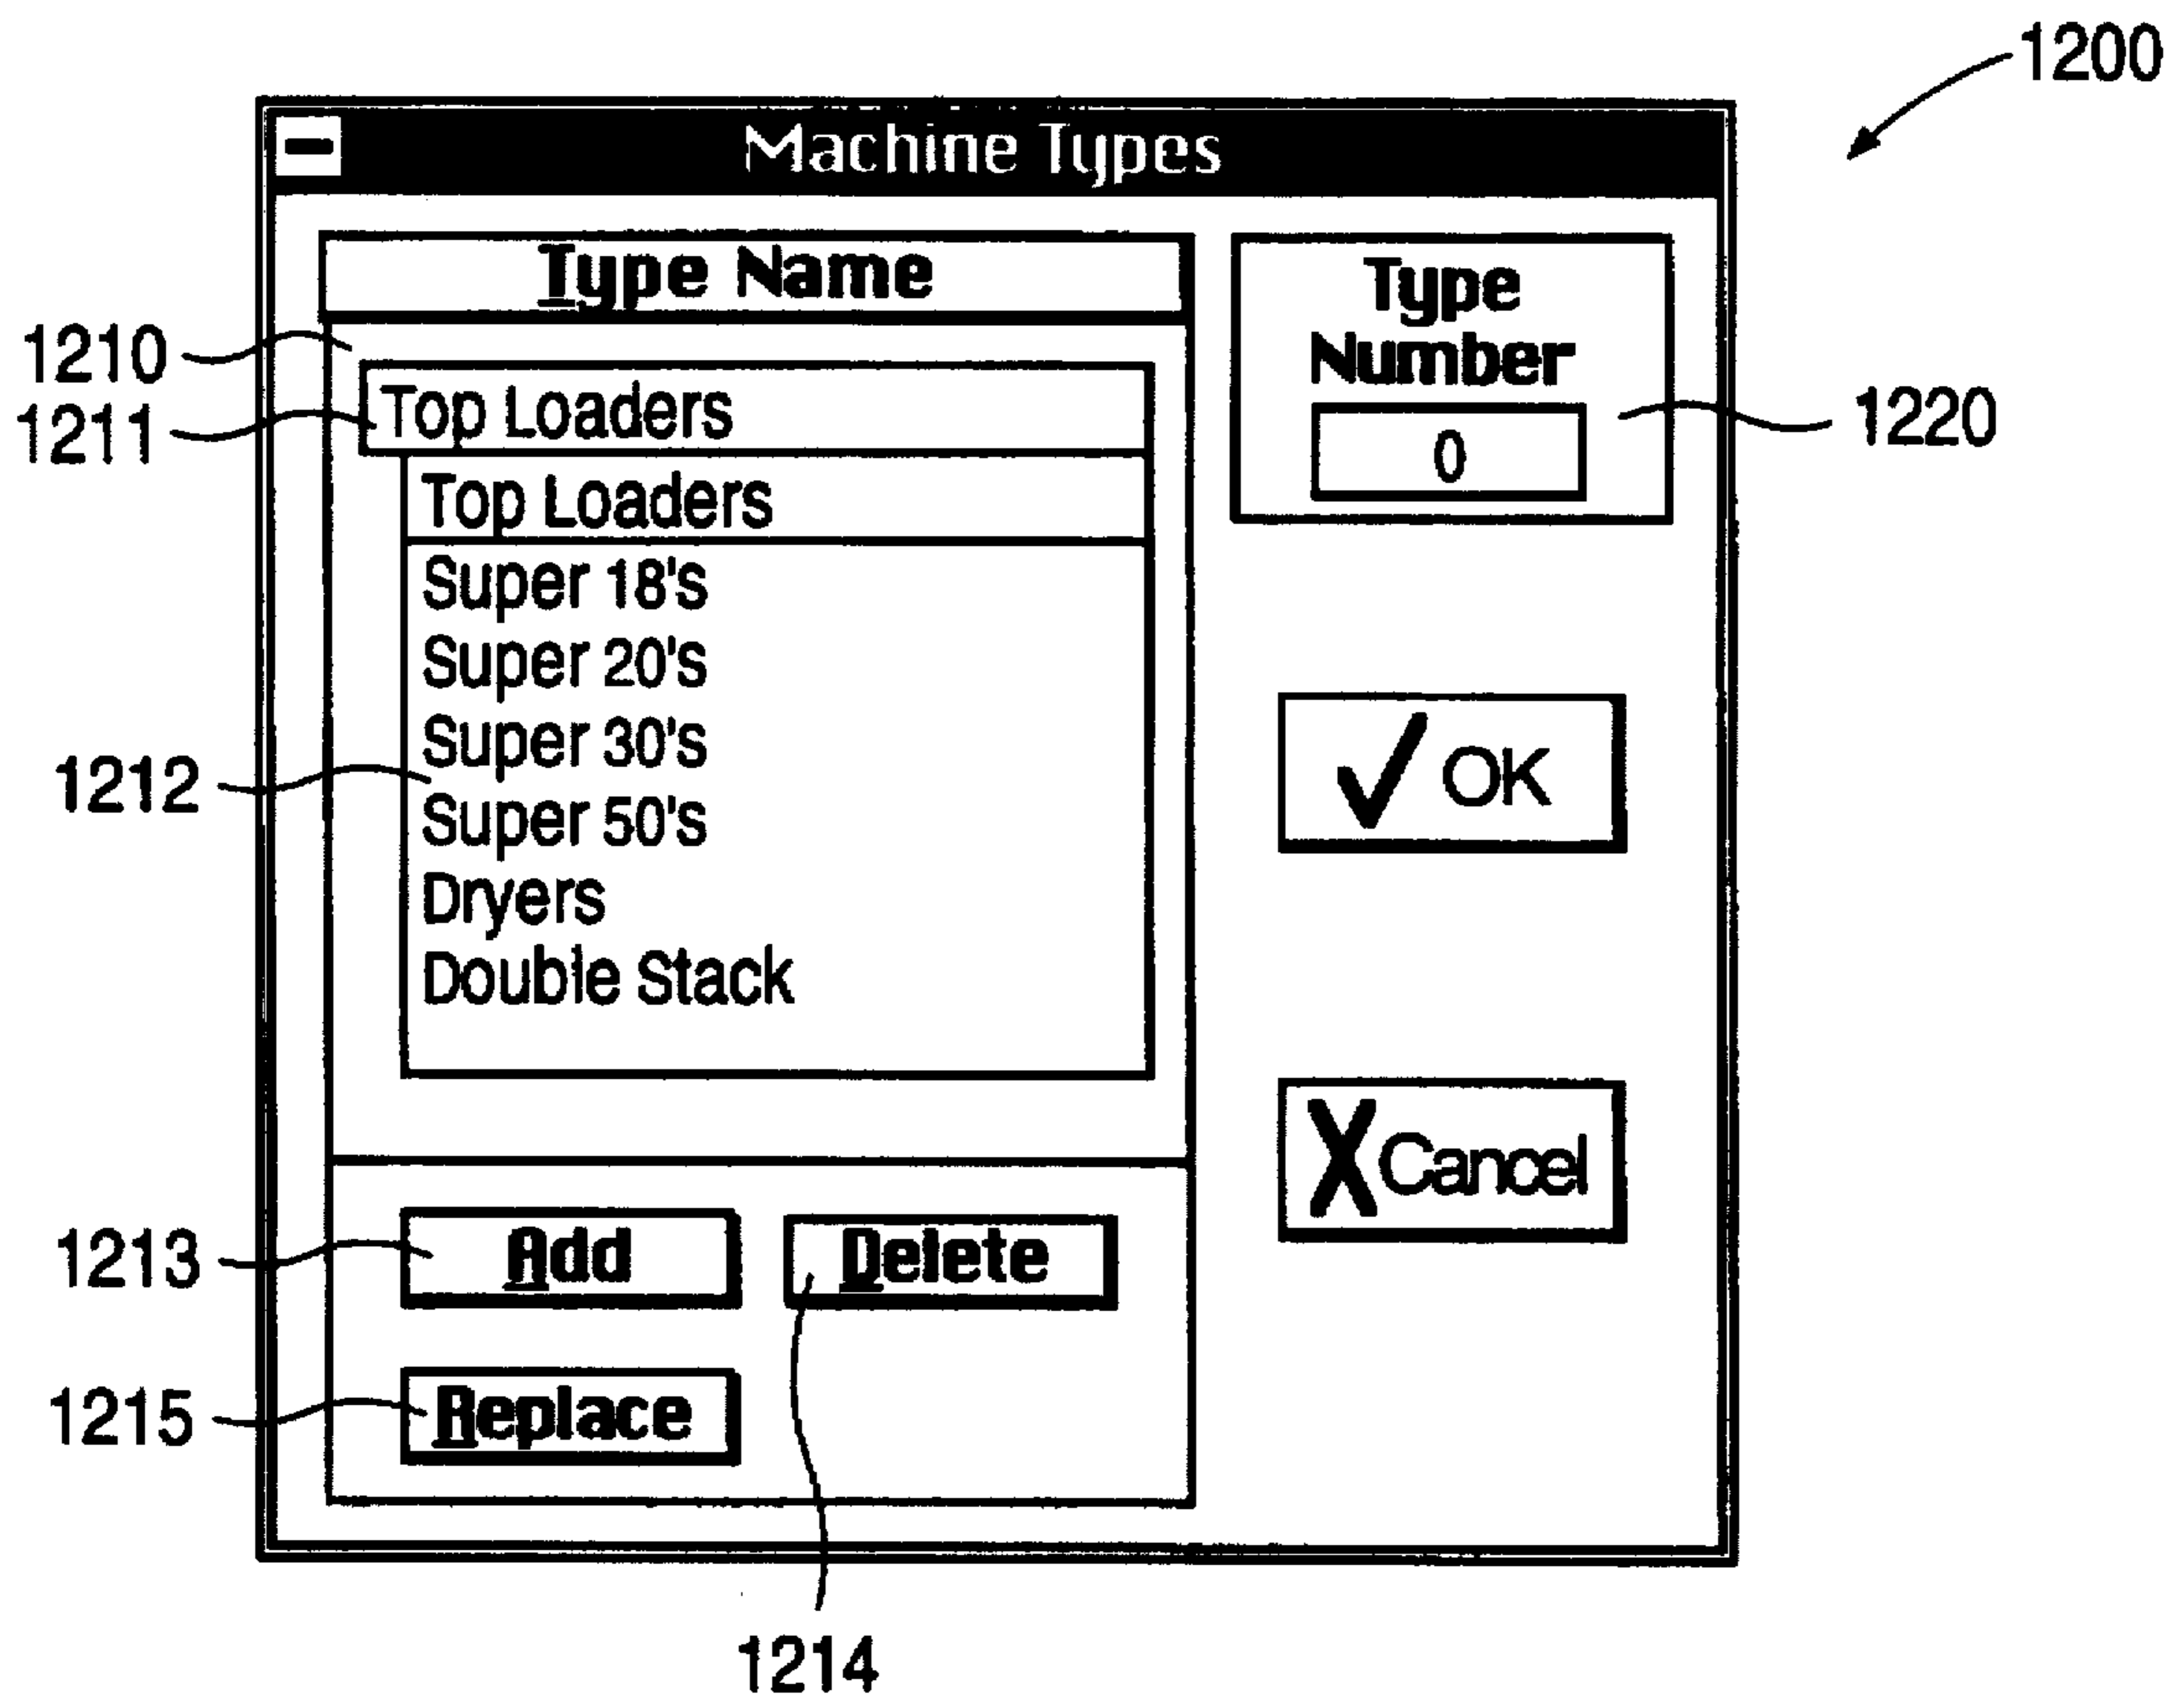 1200
Machine Types
Type Name
Type
Number
0
1210
1211
Top Loaders
1220
Top Loaders
Super 18's
Super 20's
Super 30's
1212
Super 50's
Dryers
Double Stack
OK
Cancel
1213
Add
Delete
1215
Replace
1214